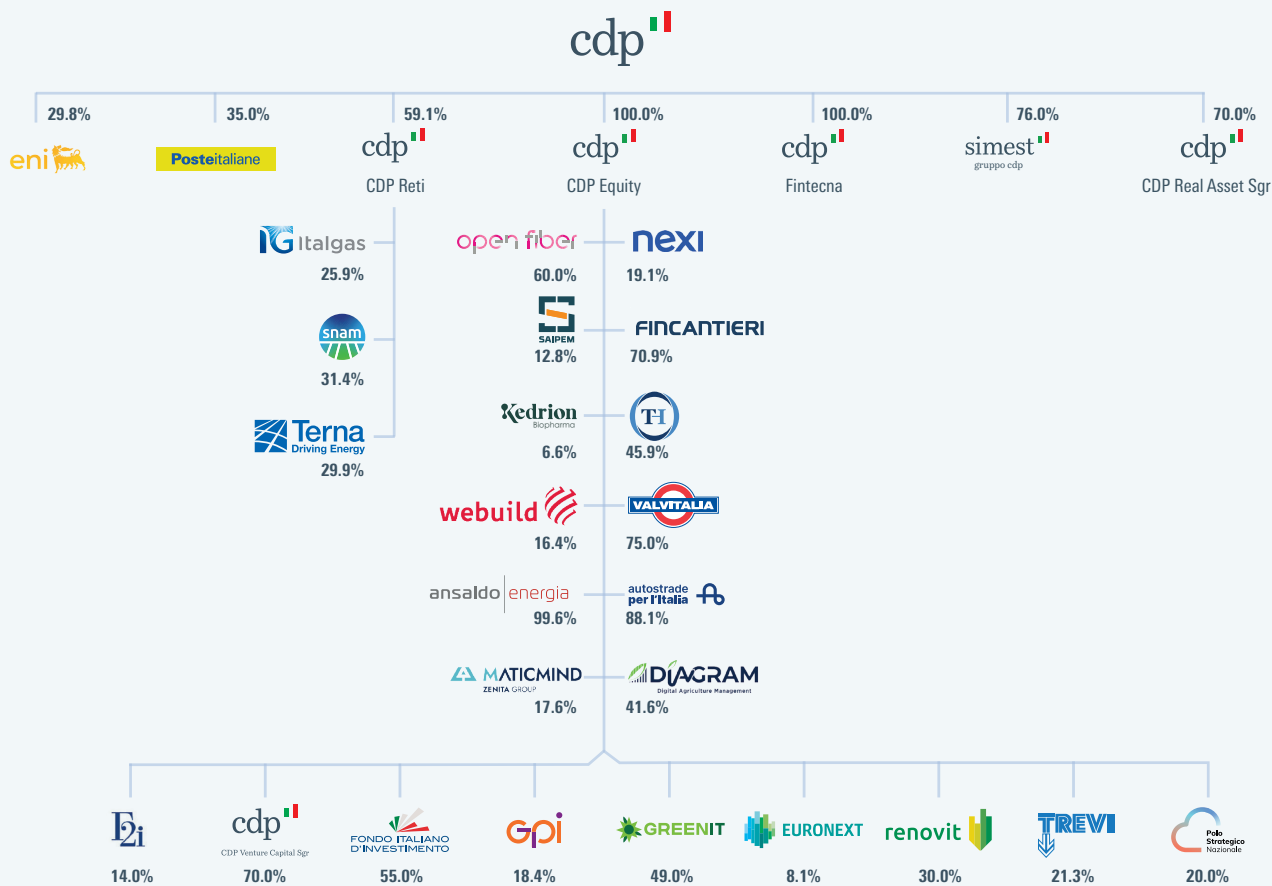 cdp
29.8%
35.0%
59.1%
100.0%
100.0%
76.0%
70.0%
eni
Posteitaliane
cdp
CDP Reti
cdp
CDP Equity
cdp
Fintecna
simest
gruppo cdp
cdp
CDP Real Asset Sgr
IG Italgas
25.9%
snam
31.4%
Terna
Driving Energy
29.9%
open fiber
60.0%
nexi
19.1%
SAIPEM
12.8%
FINCANTIERI
70.9%
Kedrion
Biopharma
6.6%
TH
45.9%
webuild
16.4%
VALVITALIA
75.0%
ansaldo energia
99.6%
autostrade
per l'Italia
88.1%
MATICMIND
ZENITA GROUP
17.6%
DIAGRAM
Digital Agriculture Management
41.6%
F2i
14.0%
cdp
CDP Venture Capital Sgr
70.0%
FONDO ITALIANO
D'INVESTIMENTO
55.0%
Gpi
18.4%
GREENIT
49.0%
EURONEXT
8.1%
renovit
30.0%
TREVI
21.3%
Polo
Strategico
Nazionale
20.0%